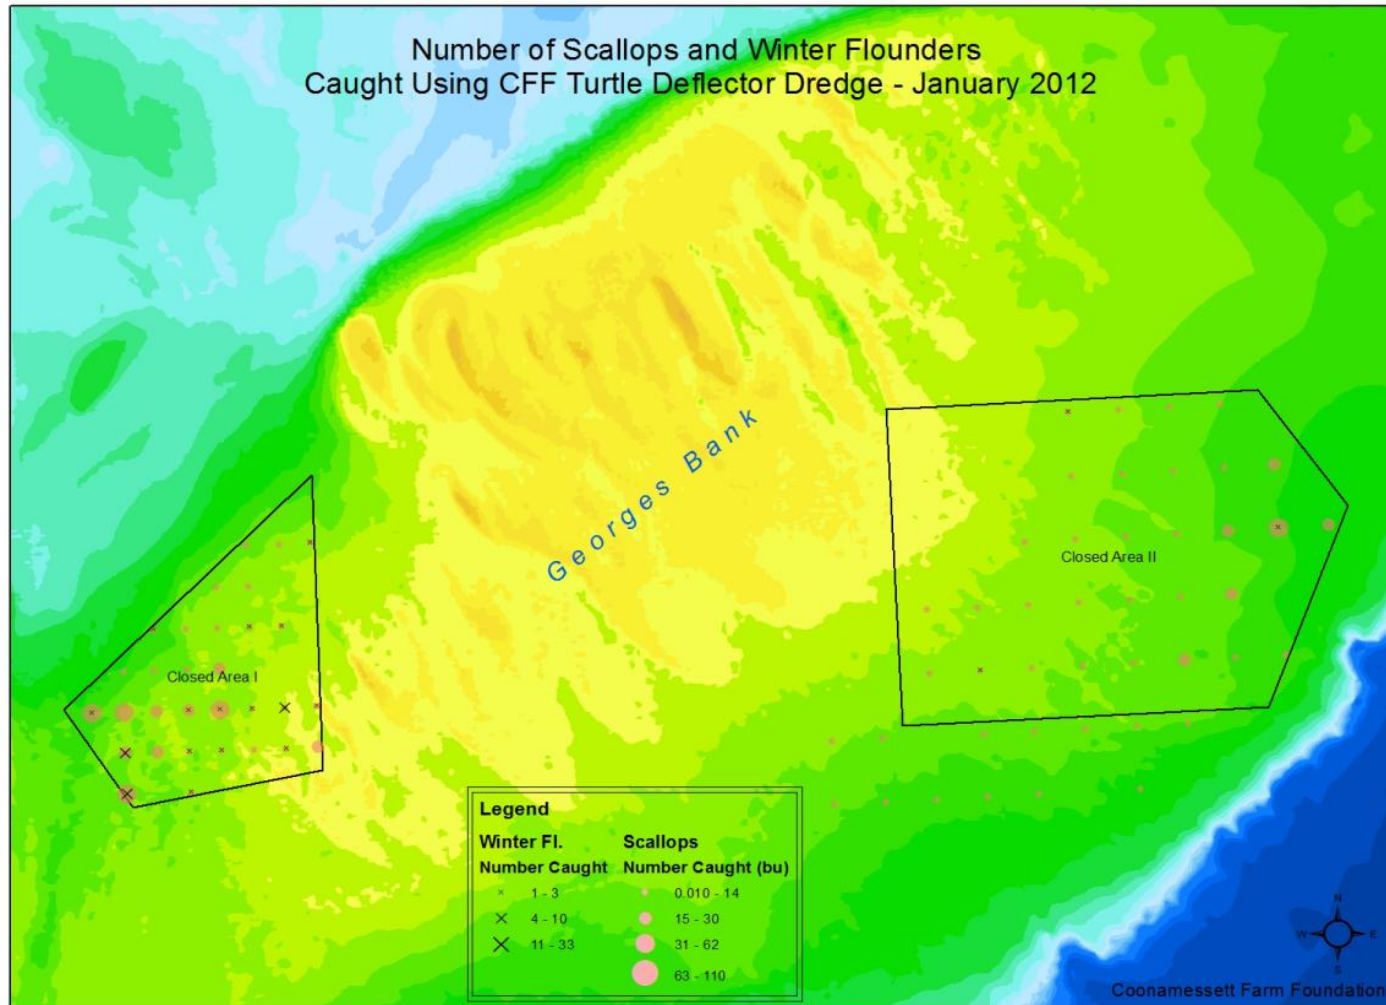 Number of Scallops and Winter Flounders
Caught Using CFF Turtle Deflector Dredge - January 2012
Georges Bank
Closed Area II
Closed Area I
Legend
Winter Fl. Scallops
Number Caught Number Caught (bu)
1 - 3 0.010 - 14
4 - 10 15 - 30
11 - 33 31 - 62
63 - 110
N
W E
S
Coonamessett Farm Foundation